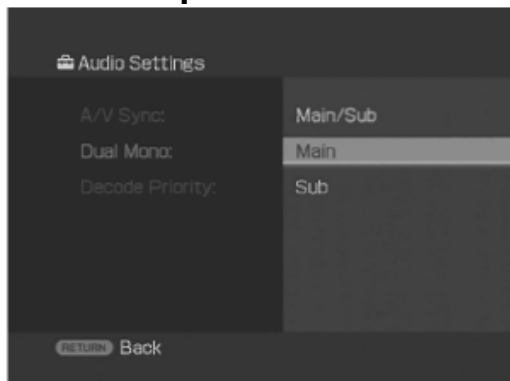 Audio Settings
A/V Sync: Main/Sub
Dual Mono: Main
Decode Priority: Sub
RETURN Back